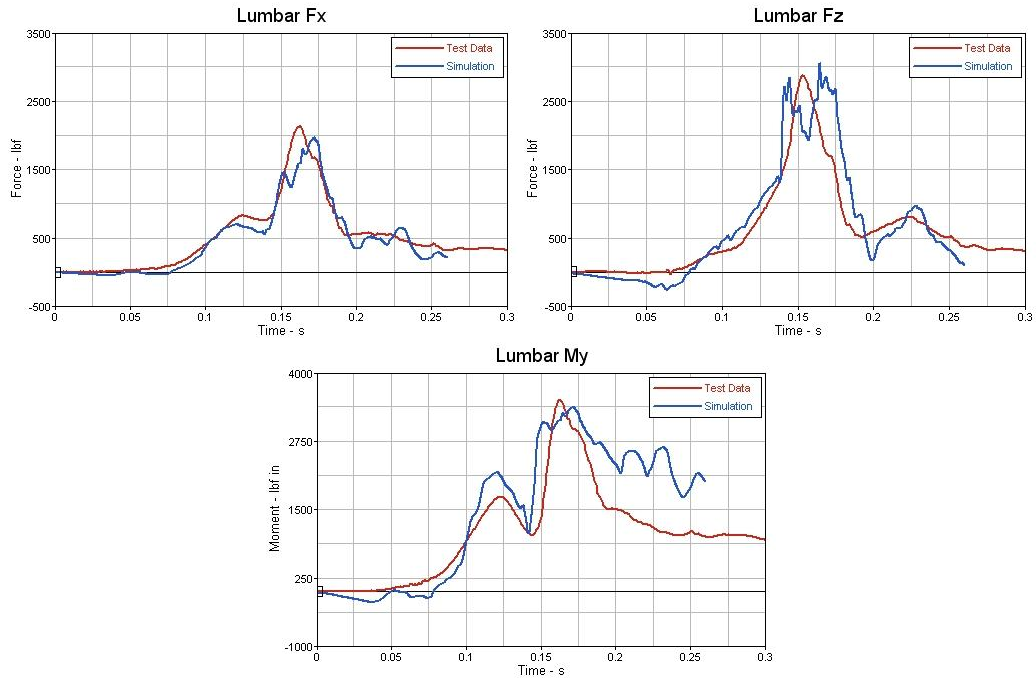 Lumbar Fx
Test Data
Simulation
3500
2500
1500
500
-500
Force - lbf
0 0.05 0.1 0.15 0.2 0.25 0.3
Time - s
Lumbar Fz
Test Data
Simulation
3500
2500
1500
500
-500
Force - lbf
0 0.05 0.1 0.15 0.2 0.25 0.3
Time - s
Lumbar My
Test Data
Simulation
4000
2750
1500
250
-1000
Moment - lbf in
0 0.05 0.1 0.15 0.2 0.25 0.3
Time - s